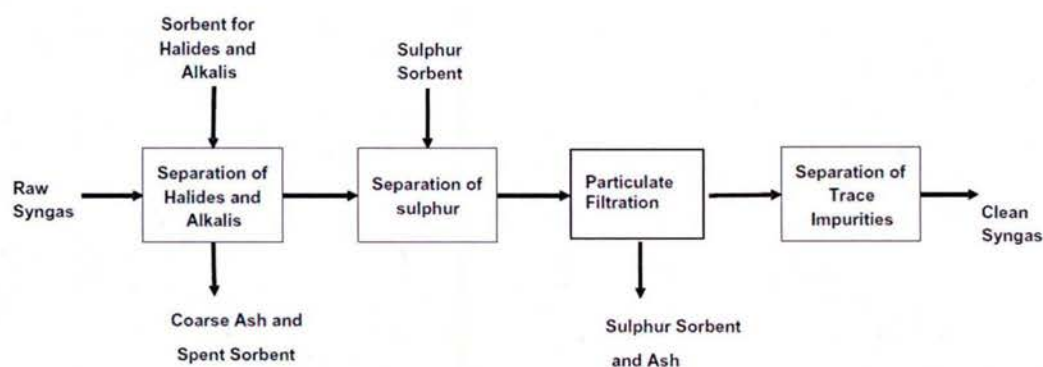 Sorbent for
Halides and
Alkalis
Sulphur
Sorbent
Raw
Syngas
Separation of
Halides and
Alkalis
Separation of
sulphur
Particulate
Filtration
Separation of
Trace
Impurities
Clean
Syngas
Coarse Ash and
Spent Sorbent
Sulphur Sorbent
and Ash